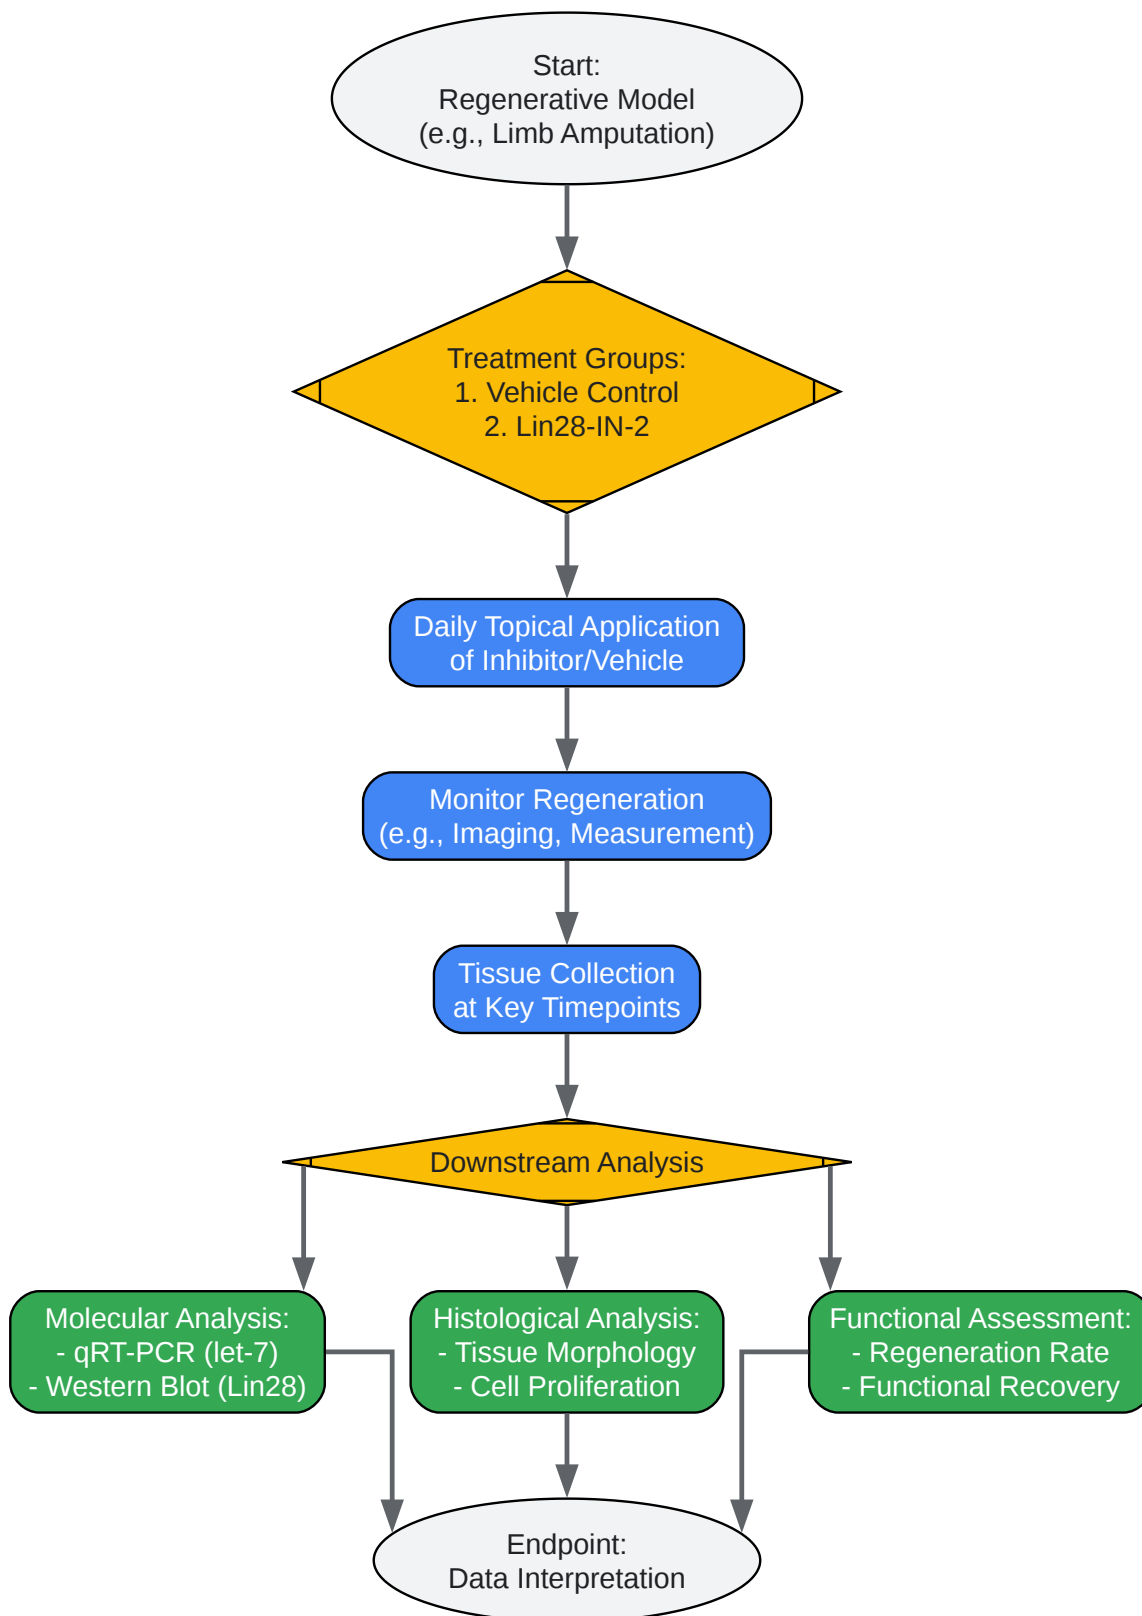 Start:
Regenerative Model
(e.g., Limb Amputation)
Treatment Groups:
1. Vehicle Control
2. Lin28-IN-2
Daily Topical Application
of Inhibitor/Vehicle
Monitor Regeneration
(e.g., Imaging, Measurement)
Tissue Collection
at Key Timepoints
Downstream Analysis
Molecular Analysis:
- qRT-PCR (let-7)
- Western Blot (Lin28)
Histological Analysis:
- Tissue Morphology
- Cell Proliferation
Functional Assessment:
- Regeneration Rate
- Functional Recovery
Endpoint:
Data Interpretation